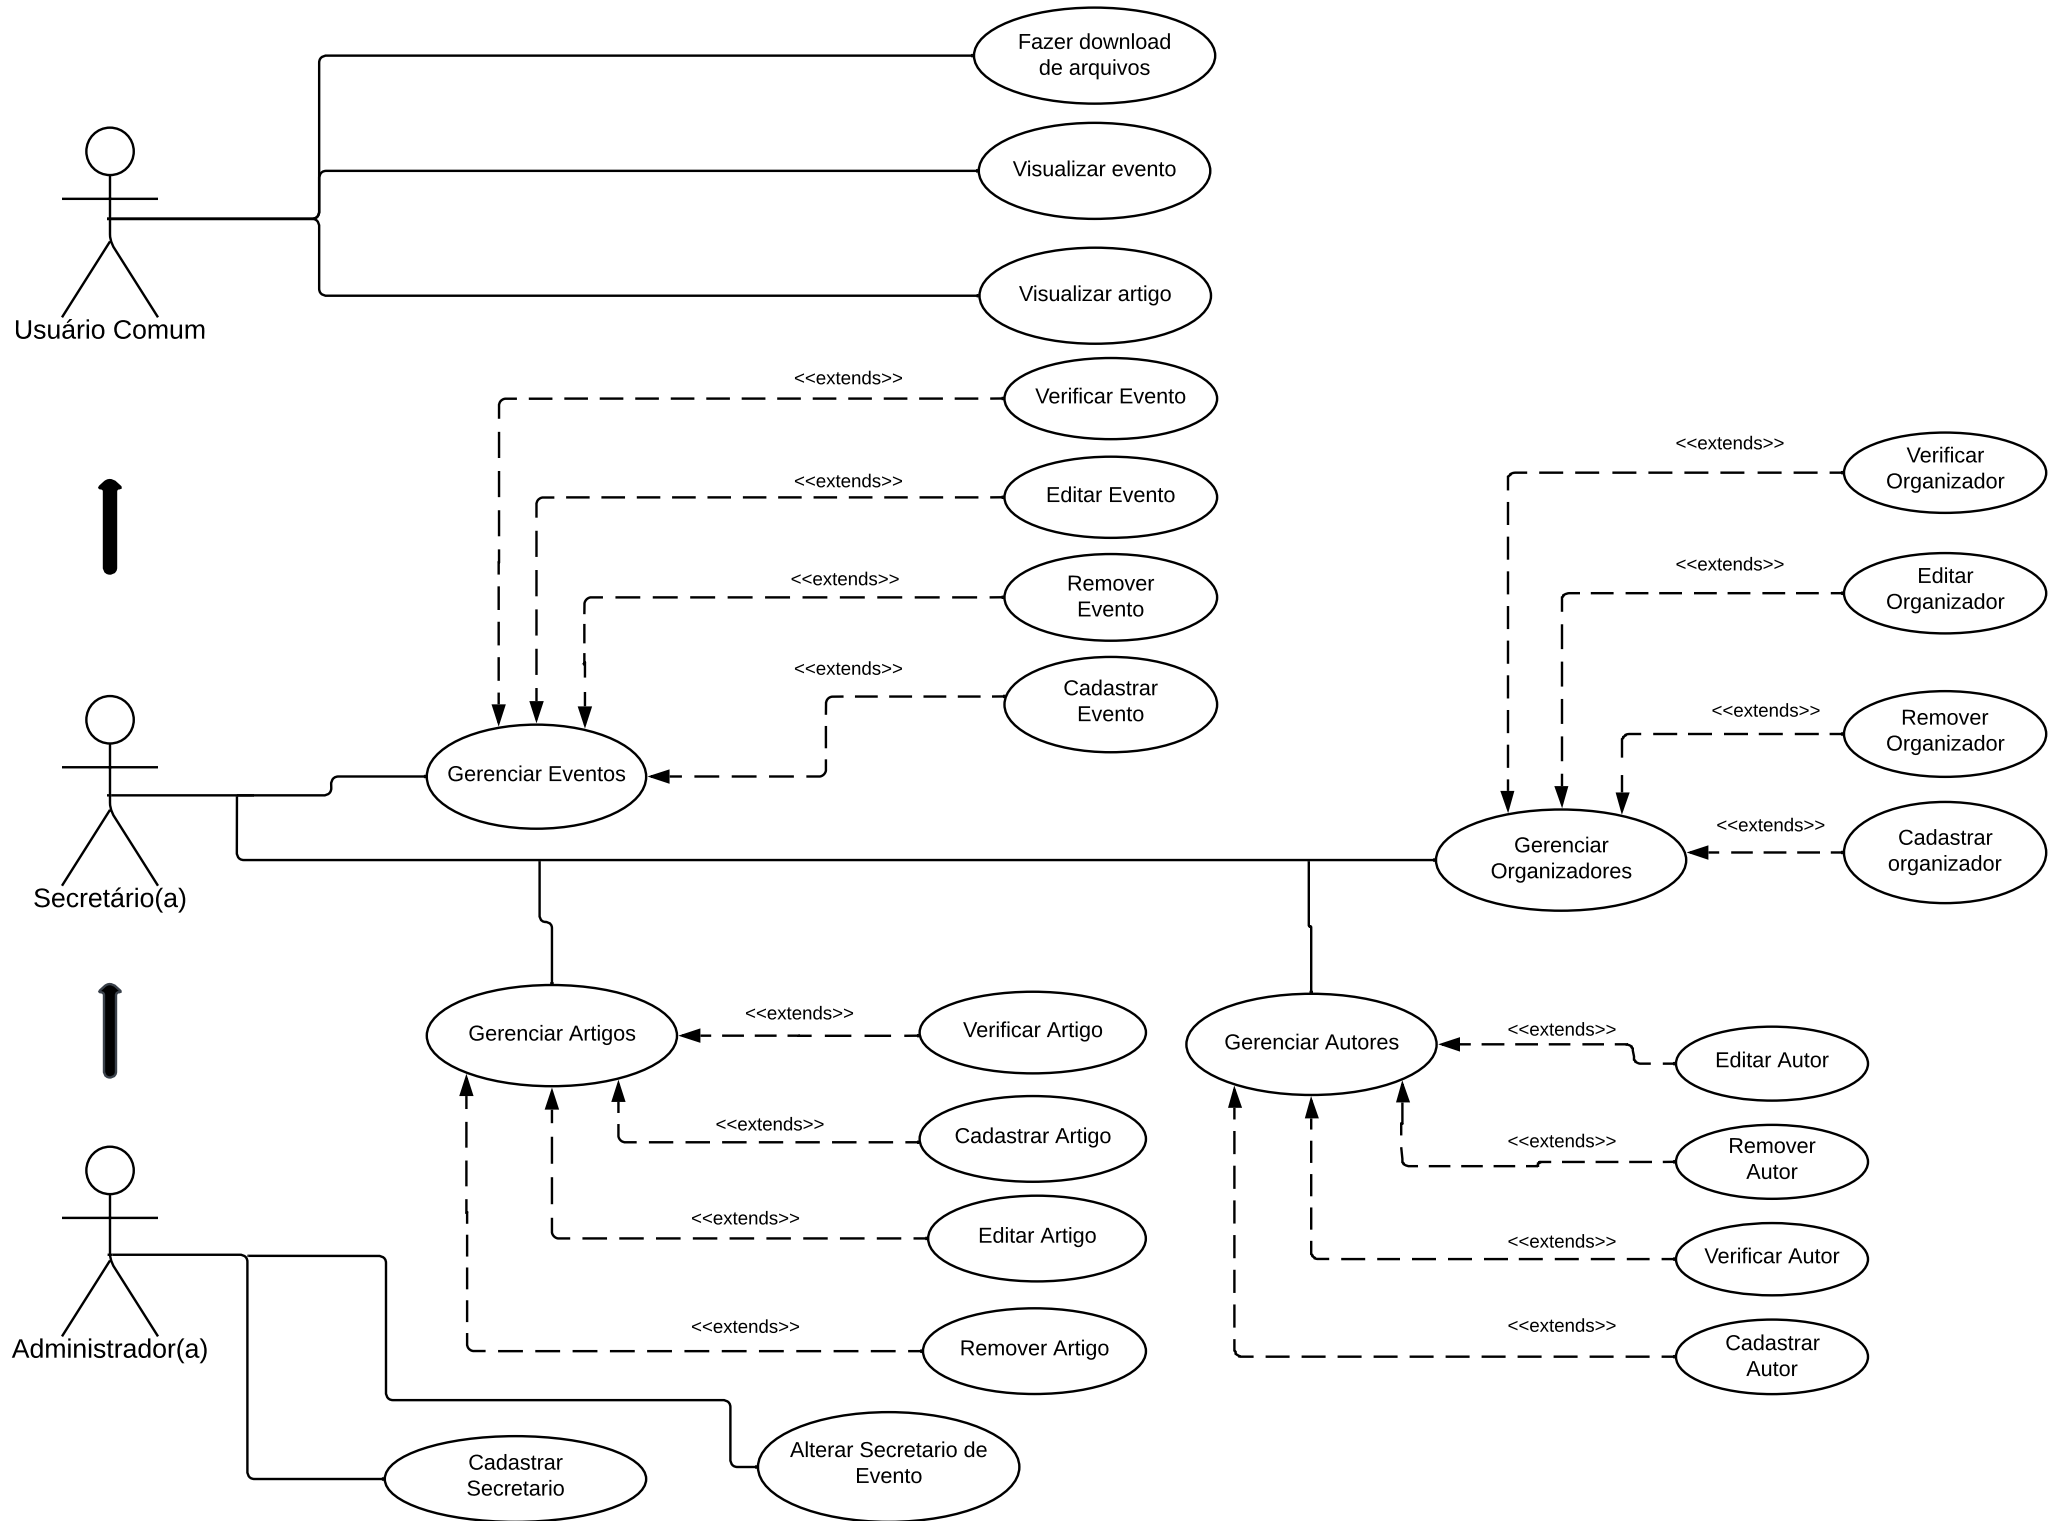 Fazer download
de arquivos
Visualizar evento
Visualizar artigo
Usuário Comum
<<extends>>
Verificar Evento
<<extends>>
Verificar
Organizador
<<extends>>
Editar Evento
<<extends>>
Editar
Organizador
<<extends>>
Remover
Evento
<<extends>>
Cadastrar
Evento
<<extends>>
Remover
Organizador
Gerenciar Eventos
<<extends>>
Cadastrar
organizador
Gerenciar
Organizadores
Secretário(a)
Gerenciar Artigos
<<extends>>
Verificar Artigo
Gerenciar Autores
<<extends>>
Editar Autor
<<extends>>
Cadastrar Artigo
<<extends>>
Remover
Autor
<<extends>>
Editar Artigo
<<extends>>
Verificar Autor
<<extends>>
Remover Artigo
<<extends>>
Cadastrar
Autor
Administrador(a)
Cadastrar
Secretario
Alterar Secretario de
Evento